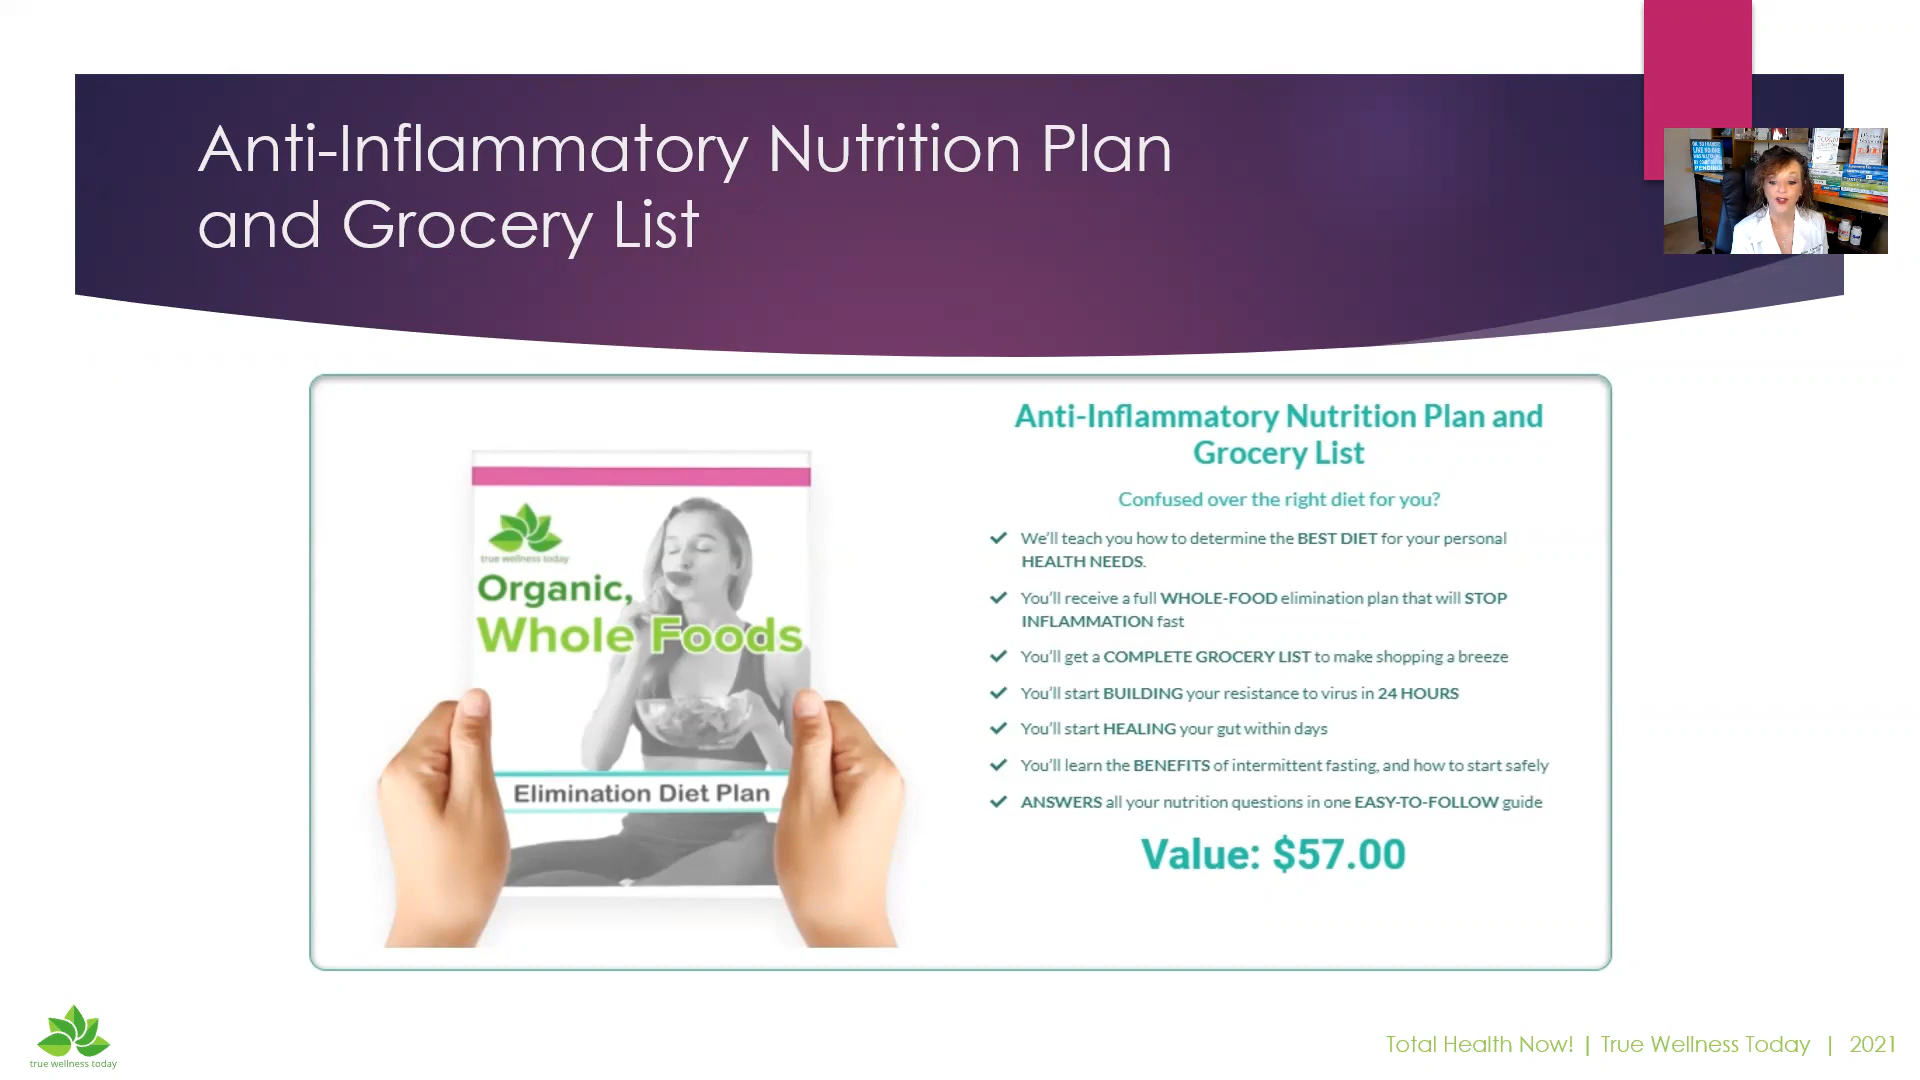 Anti-Inflammatory Nutrition Plan
and Grocery List
true wellness today
Organic,
Whole Foods
Elimination Diet Plan
Anti-Inflammatory Nutrition Plan and
Grocery List
Confused over the right diet for you?
We'll teach you how to determine the BEST DIET for your personal
HEALTH NEEDS.
You'll receive a full WHOLE-FOOD elimination plan that will STOP
INFLAMMATION fast
You'll get a COMPLETE GROCERY LIST to make shopping a breeze
You'll start BUILDING your resistance to virus in 24 HOURS
You'll start HEALING your gut within days
You'll learn the BENEFITS of intermittent fasting, and how to start safely
ANSWERS all your nutrition questions in one EASY-TO-FOLLOW guide
Value: $57.00
true wellness today
Total Health Now! | True Wellness Today | 2021